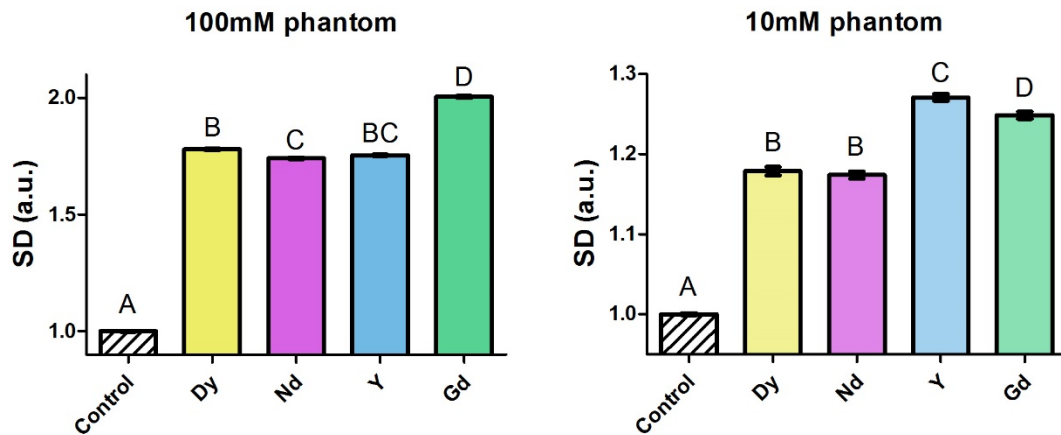 100mM phantom
SD (a.u.)
2.0
1.5
1.0
A
B
C
BC
D
Control
Dy
Nd
Y
Gd
10mM phantom
SD (a.u.)
1.3
1.2
1.1
1.0
A
B
B
C
D
Control
Dy
Nd
Y
Gd